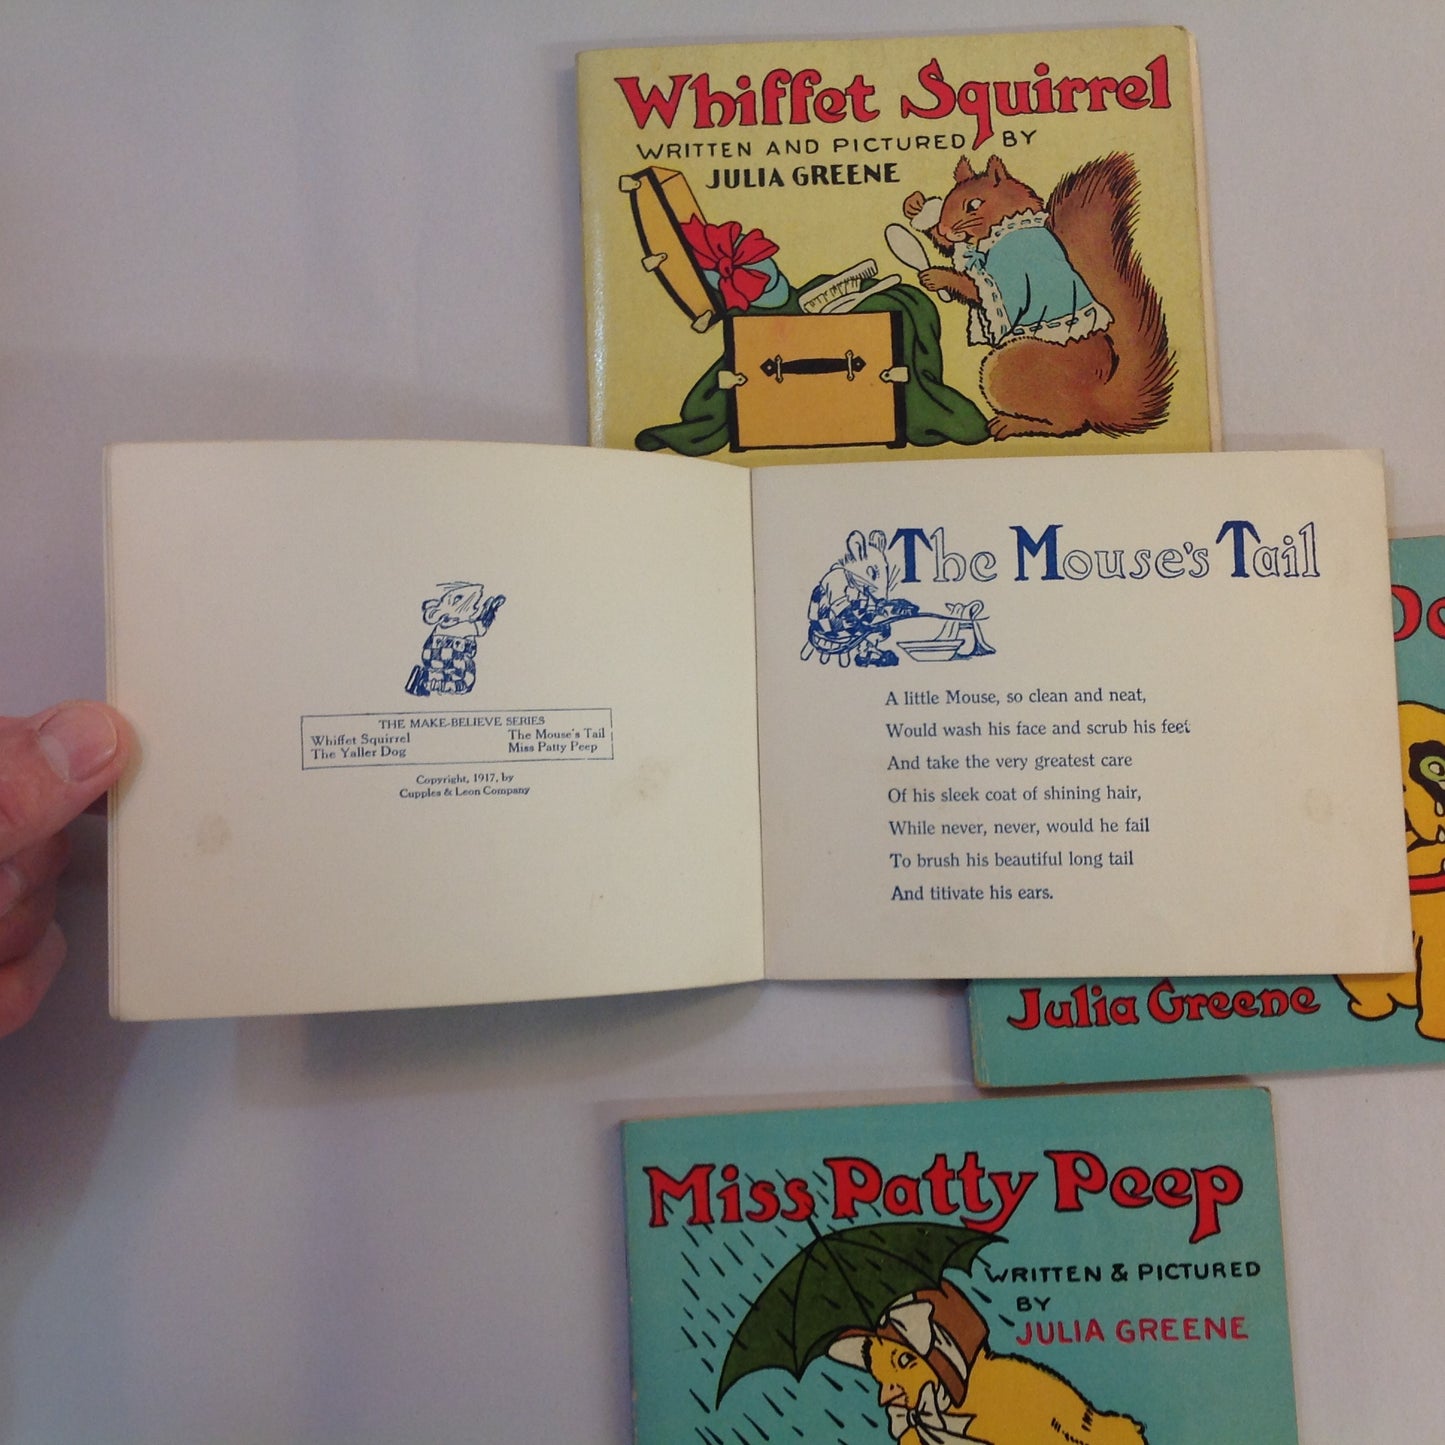 Whiffet Squirrel
WRITTEN AND PICTURED BY
JULIA GREENE
THE MAKE-BELIEVE SERIES
Whiffet Squirrel The Mouse's Tail
The Yaller Dog Miss Patty Peep
Copyright, 1917, by
Cupples & Leon Company
The Mouse's Tail
A little Mouse, so clean and neat,
Would wash his face and scrub his feet
And take the very greatest care
Of his sleek coat of shining hair,
While never, never, would he fail
To brush his beautiful long tail
And titivate his ears.
Julia Greene
Miss Patty Peep
WRITTEN & PICTURED
BY
JULIA GREENE